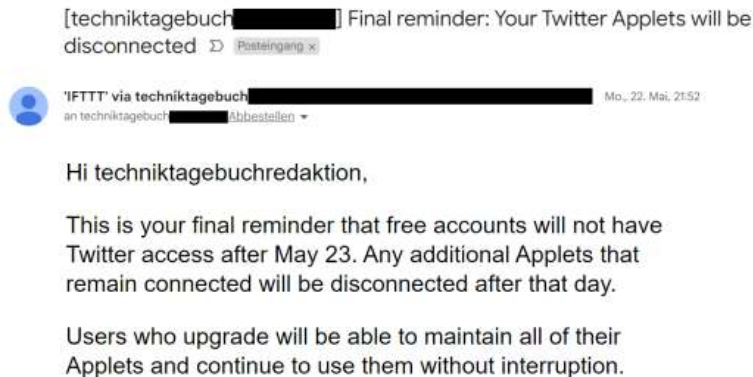 [techniktagebuch ] Final reminder: Your Twitter Applets will be
disconnected Posteingang ×
'IFTTT' via techniktagebuch Mo., 22. Mai, 21:52
an techniktagebuch Abbestellen
Hi techniktagebuchredaktion,
This is your final reminder that free accounts will not have
Twitter access after May 23. Any additional Applets that
remain connected will be disconnected after that day.
Users who upgrade will be able to maintain all of their
Applets and continue to use them without interruption.